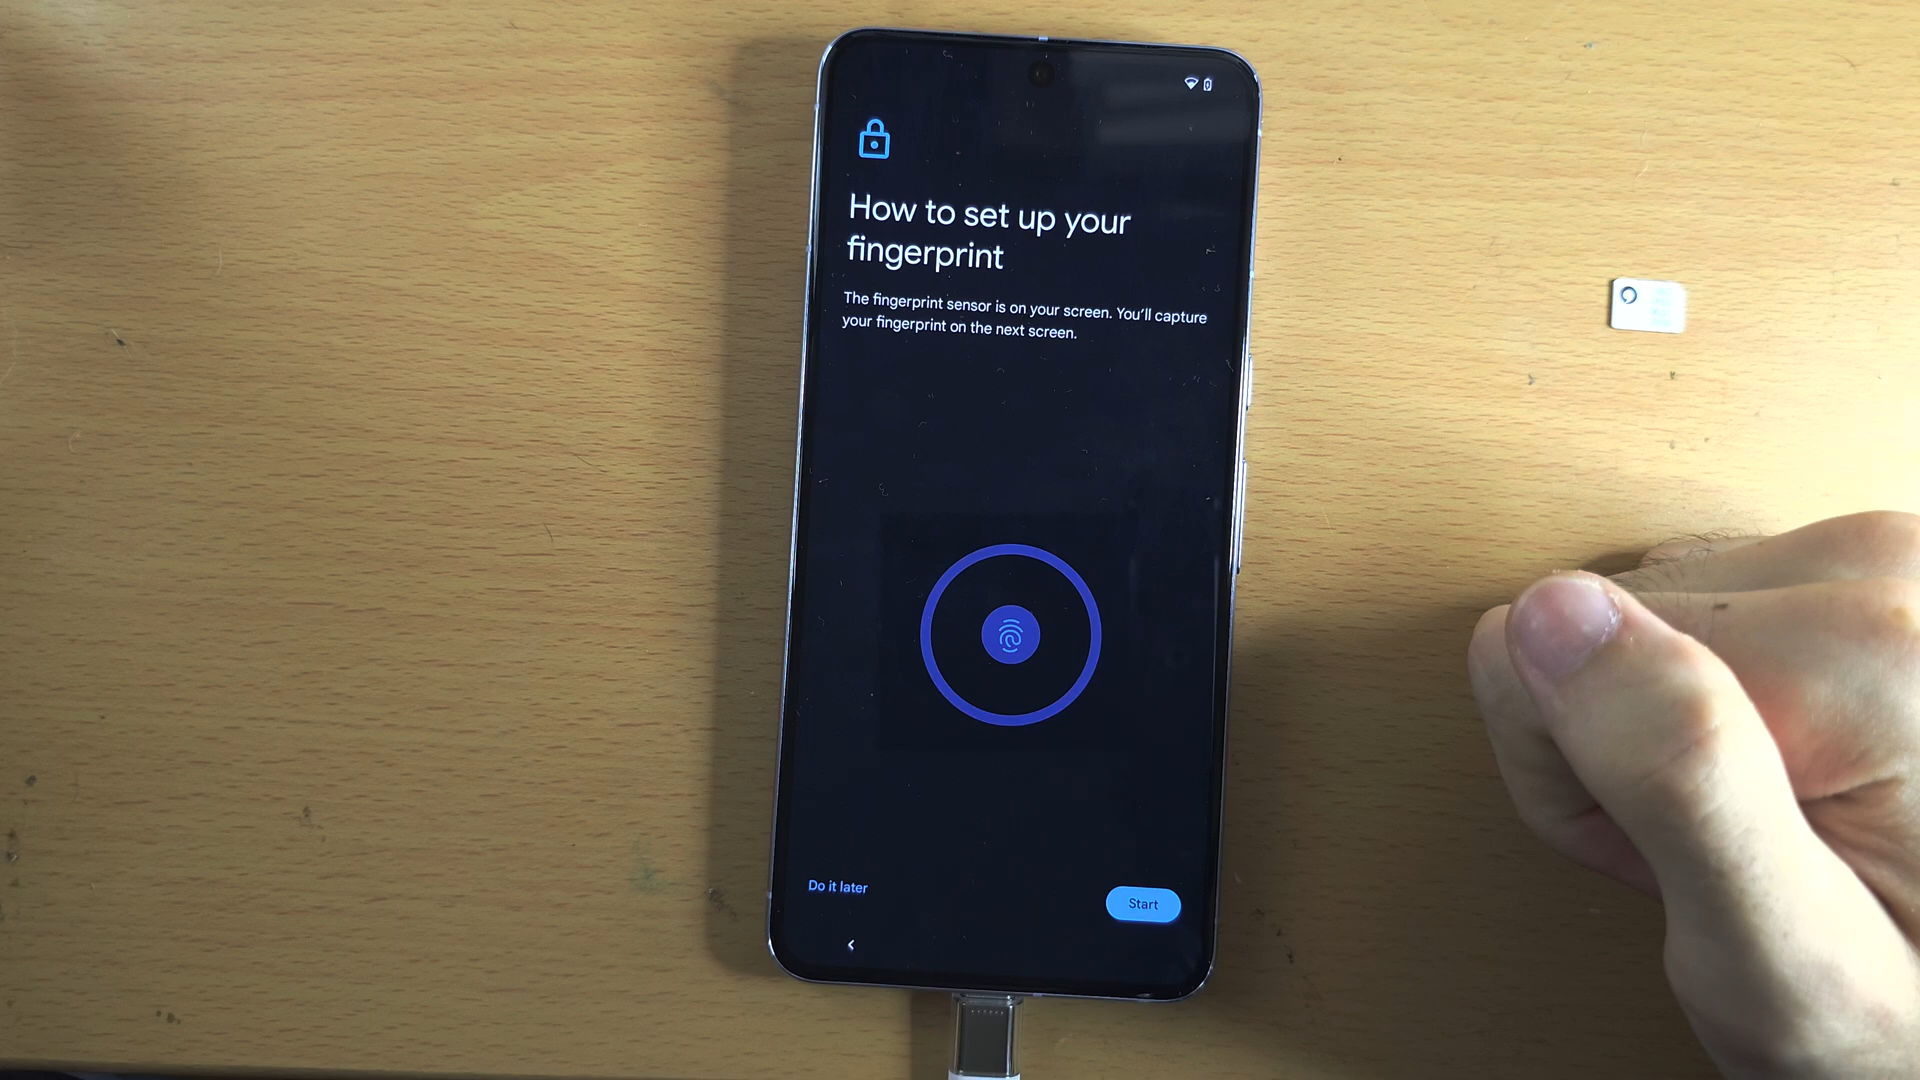 How to set up your
fingerprint
The fingerprint sensor is on your screen. You'll capture
your fingerprint on the next screen.
Do it later
Start